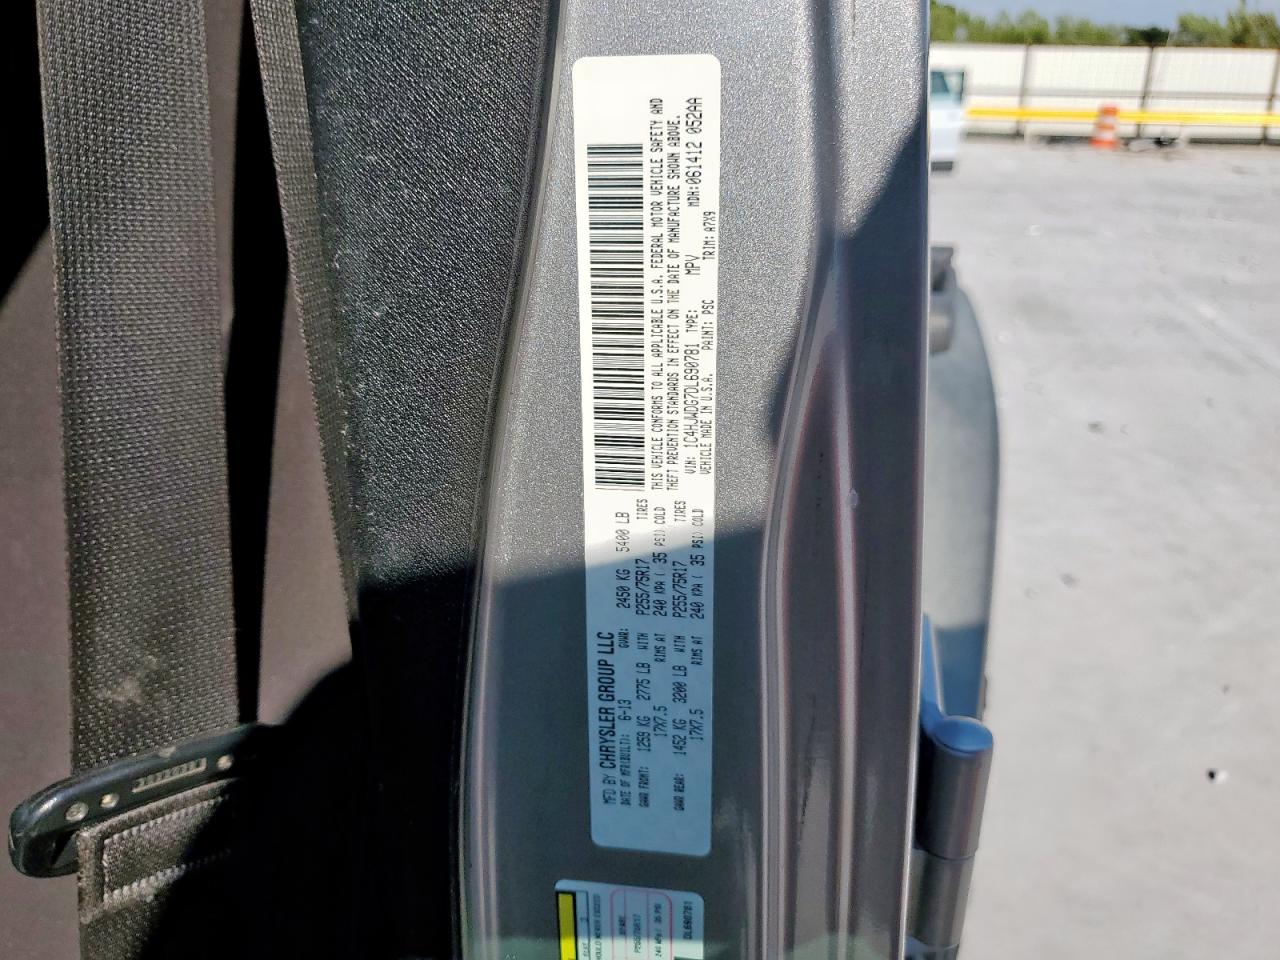 MFD BY CHRYSLER GROUP LLC
DATE OF MFR(BUILT): 6-13 GVWR: 2450 KG 5400 LB
GAWR FRONT: 1259 KG 2775 LB WITH P255/75R17 TIRES
17X7.5 RIMS AT 240 KPA ( 35 PSI) COLD
GAWR REAR: 1452 KG 3200 LB WITH P255/75R17 TIRES
17X7.5 RIMS AT 240 KPA ( 35 PSI) COLD
THIS VEHICLE CONFORMS TO ALL APPLICABLE U.S.A. FEDERAL MOTOR VEHICLE SAFETY AND
THEFT PREVENTION STANDARDS IN EFFECT ON THE DATE OF MANUFACTURE SHOWN ABOVE.
VIN: 1C4HJWDG7DL690781 TYPE: MPV MDH:061412 052AA
VEHICLE MADE IN U.S.A. PAINT: PSC TRIM: A7X9
DL690781